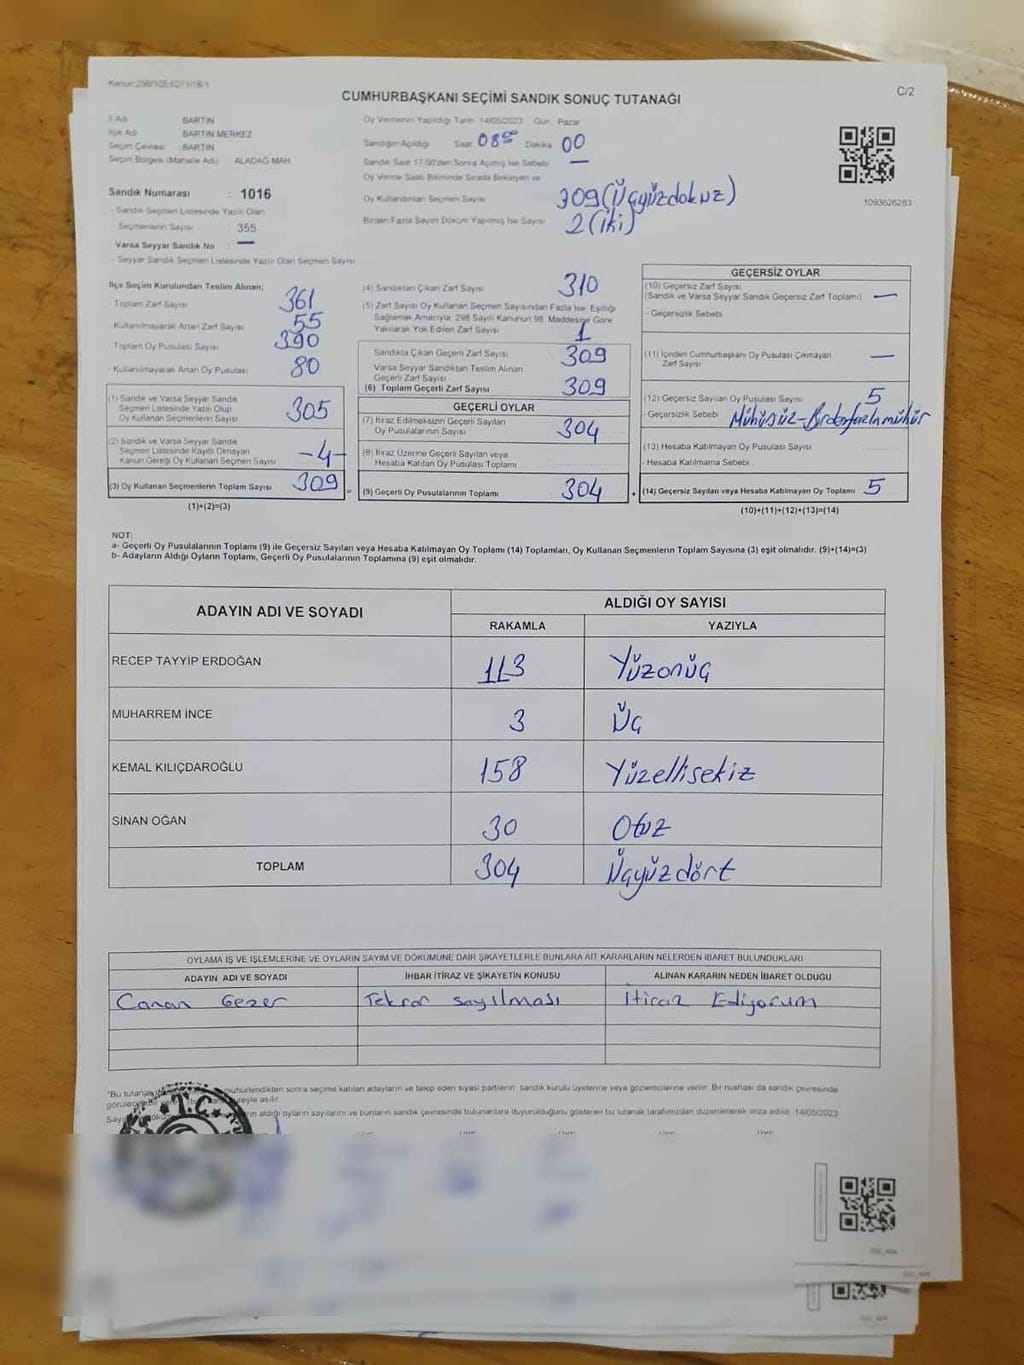 Kanun:298/105,6271/18-1
C/2
CUMHURBAŞKANI SEÇİMİ SANDIK SONUÇ TUTANAĞI
İl Adı BARTIN
İlçe Adı BARTIN MERKEZ
Seçim Çevresi BARTIN
Seçim Bölgesi (Mahalle Adı) ALADAĞ MAH
Sandık Numarası : 1016
- Sandık Seçmen Listesinde Yazılı Olan
Seçmenlerin Sayısı : 355
Varsa Seyyar Sandık No : —
- Seyyar Sandık Seçmen Listesinde Yazılı Olan Seçmen Sayısı
Oy Vermenin Yapıldığı Tarih 14/05/2023 Gün: Pazar
Sandığın Açıldığı Saat 08⁰⁰ Dakika 00
Sandık Saat 17.00'den Sonra Açılmış İse Sebebi —
Oy Verme Saati Bitiminde Sırada Bekleyen ve
Oy Kullandırılan Seçmen Sayısı 309 (Üçyüzdokuz)
Birden Fazla Sayım Döküm Yapılmış İse Sayısı 2 (iki)
1093626263
İlçe Seçim Kurulundan Teslim Alınan;
- Toplam Zarf Sayısı 361
- Kullanılmayarak Artan Zarf Sayısı 55
- Toplam Oy Pusulası Sayısı 390
- Kullanılmayarak Artan Oy Pusulası 80
(1) Sandık ve Varsa Seyyar Sandık
Seçmen Listesinde Yazılı Olup
Oy Kullanan Seçmenlerin Sayısı 305
(2) Sandık ve Varsa Seyyar Sandık
Seçmen Listesinde Kayıtlı Olmayan
Kanun Gereği Oy Kullanan Seçmen Sayısı -4-
(3) Oy Kullanan Seçmenlerin Toplam Sayısı 309
(1)+(2)=(3)
(4) Sandıktan Çıkan Zarf Sayısı 310
(5) Zarf Sayısı Oy Kullanan Seçmen Sayısından Fazla İse, Eşitliği
Sağlamak Amacıyla, 298 Sayılı Kanunun 98. Maddesine Göre
Yakılarak Yok Edilen Zarf Sayısı 1
Sandıkta Çıkan Geçerli Zarf Sayısı 309
Varsa Seyyar Sandıktan Teslim Alınan
Geçerli Zarf Sayısı
(6) Toplam Geçerli Zarf Sayısı 309
GEÇERLİ OYLAR
(7) İtiraz Edilmeksizin Geçerli Sayılan
Oy Pusulalarının Sayısı 304
(8) İtiraz Üzerine Geçerli Sayılan veya
Hesaba Katılan Oy Pusulaları Toplamı
(9) Geçerli Oy Pusulalarının Toplamı 304
GEÇERSİZ OYLAR
(10) Geçersiz Zarf Sayısı
(Sandık ve Varsa Seyyar Sandık Geçersiz Zarf Toplamı) —
- Geçersizlik Sebebi
(11) İçinden Cumhurbaşkanı Oy Pusulası Çıkmayan
Zarf Sayısı —
(12) Geçersiz Sayılan Oy Pusulası Sayısı 5
- Geçersizlik Sebebi Mühürsüz -
(13) Hesaba Katılmayan Oy Pusulası Sayısı
- Hesaba Katılmama Sebebi
(14) Geçersiz Sayılan veya Hesaba Katılmayan Oy Toplamı 5
(10)+(11)+(12)+(13)=(14)
NOT:
a- Geçerli Oy Pusulalarının Toplamı (9) ile Geçersiz Sayılan veya Hesaba Katılmayan Oy Toplamı (14) Toplamları, Oy Kullanan Seçmenlerin Toplam Sayısına (3) eşit olmalıdır. (9)+(14)=(3)
b- Adayların Aldığı Oyların Toplamı, Geçerli Oy Pusulalarının Toplamına (9) eşit olmalıdır.
ADAYIN ADI VE SOYADI
ALDIĞI OY SAYISI
RAKAMLA YAZIYLA
RECEP TAYYİP ERDOĞAN 113 Yüzonüç
MUHARREM İNCE 3 Üç
KEMAL KILIÇDAROĞLU 158 Yüzellisekiz
SİNAN OĞAN 30 Otuz
TOPLAM 304 Üçyüzdört
OYLAMA İŞ VE İŞLEMLERİNE VE OYLARIN SAYIM VE DÖKÜMÜNE DAİR ŞİKAYETLERLE BUNLARA AİT KARARLARIN NELERDEN İBARET BULUNDUKLARI
ADAYIN ADI VE SOYADI İHBAR İTİRAZ VE ŞİKAYETİN KONUSU ALINAN KARARIN NEDEN İBARET OLDUĞU
Canan Gezer Tekrar sayılması İtiraz Ediyorum
*Bu tutanak mühürlendikten sonra seçime katılan adayların ve talep eden siyasi partilerin sandık kurulu üyelerine veya gözlemcilerine verilir. Bir nüshası da sandık çevresinde
süreyle asılır.
aldığı oyların sayılarını ve bunların sandık çevresinde bulunanlara duyurulduğunu gösteren bu tutanak tarafımızdan düzenlenerek imza edildi. 14/05/2023
T.C.